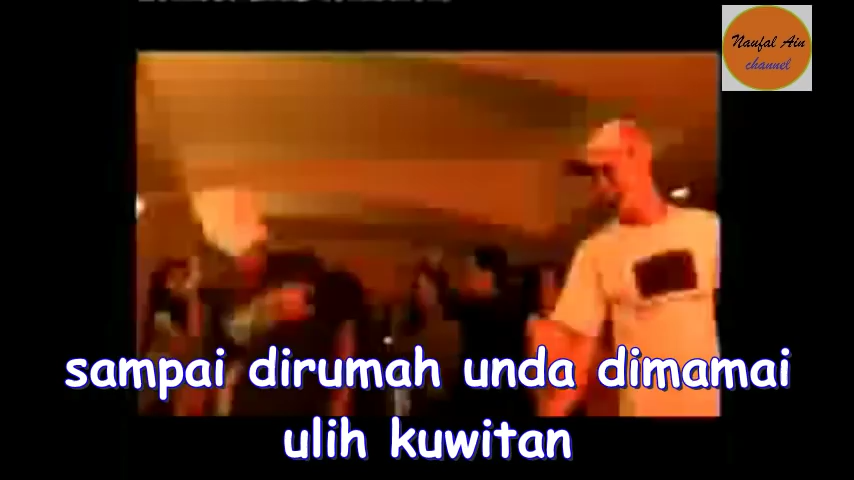 Naufal Ain
channel
sampai dirumah unda dimamai
ulih kuwitan